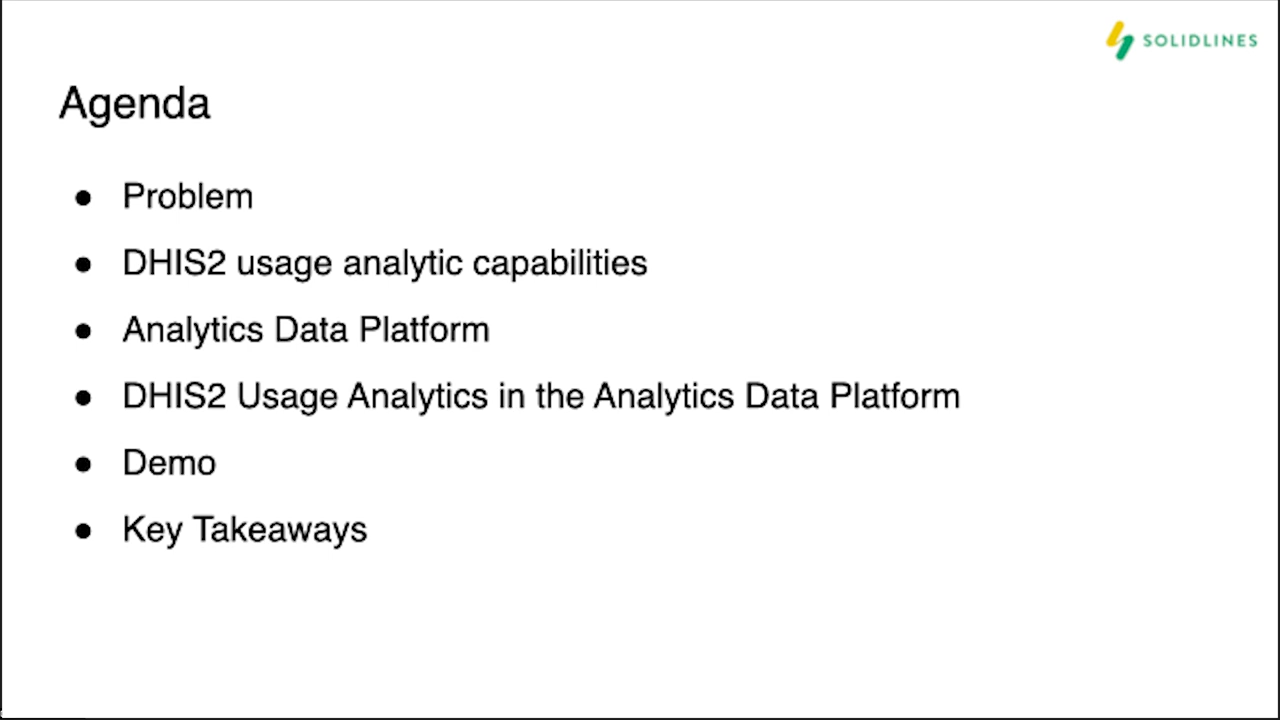 SOLIDLINES
Agenda
● Problem
● DHIS2 usage analytic capabilities
● Analytics Data Platform
● DHIS2 Usage Analytics in the Analytics Data Platform
● Demo
● Key Takeaways